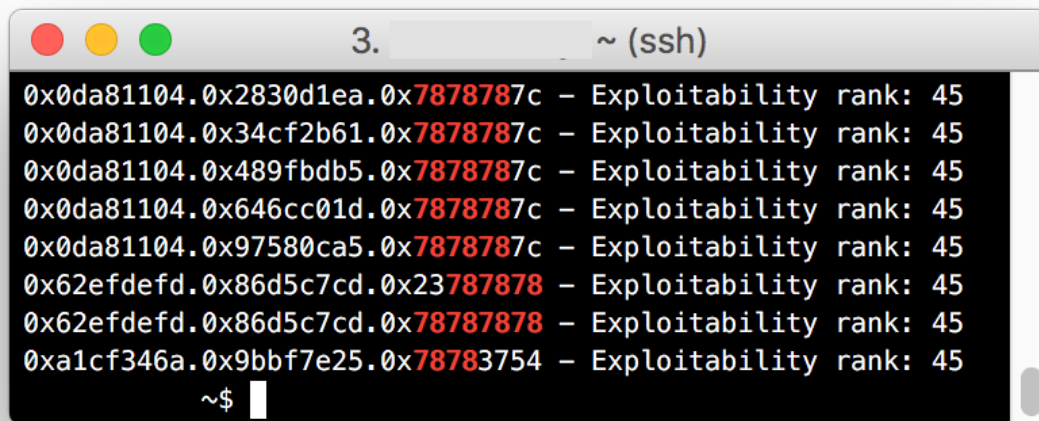 3. ~ (ssh)
0x0da81104.0x2830d1ea.0x7878787c – Exploitability rank: 45
0x0da81104.0x34cf2b61.0x7878787c – Exploitability rank: 45
0x0da81104.0x489fbdb5.0x7878787c – Exploitability rank: 45
0x0da81104.0x646cc01d.0x7878787c – Exploitability rank: 45
0x0da81104.0x97580ca5.0x7878787c – Exploitability rank: 45
0x62efdefd.0x86d5c7cd.0x23787878 – Exploitability rank: 45
0x62efdefd.0x86d5c7cd.0x78787878 – Exploitability rank: 45
0xa1cf346a.0x9bbf7e25.0x78783754 – Exploitability rank: 45
~$